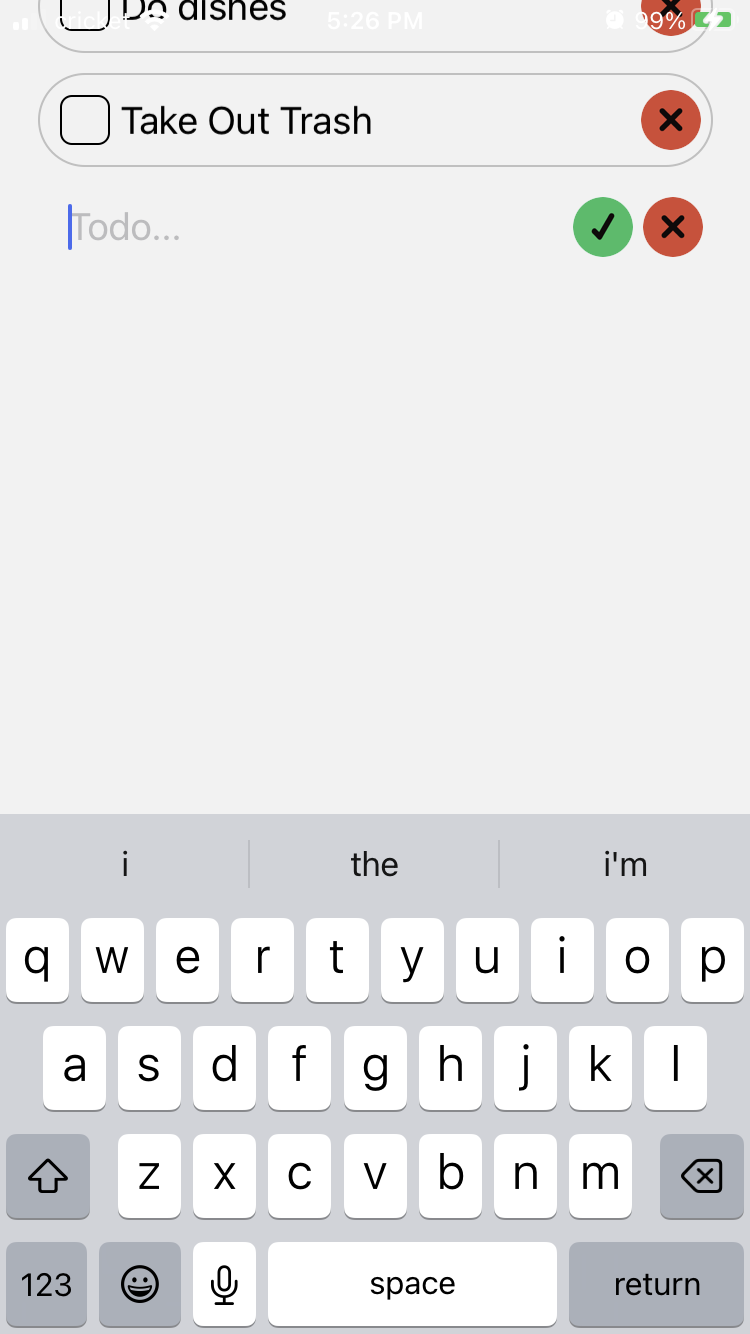 Do dishes
cricket 5:26 PM 99%
Take Out Trash
Todo...
i the i'm
q w e r t y u i o p
a s d f g h j k l
z x c v b n m
123 space return